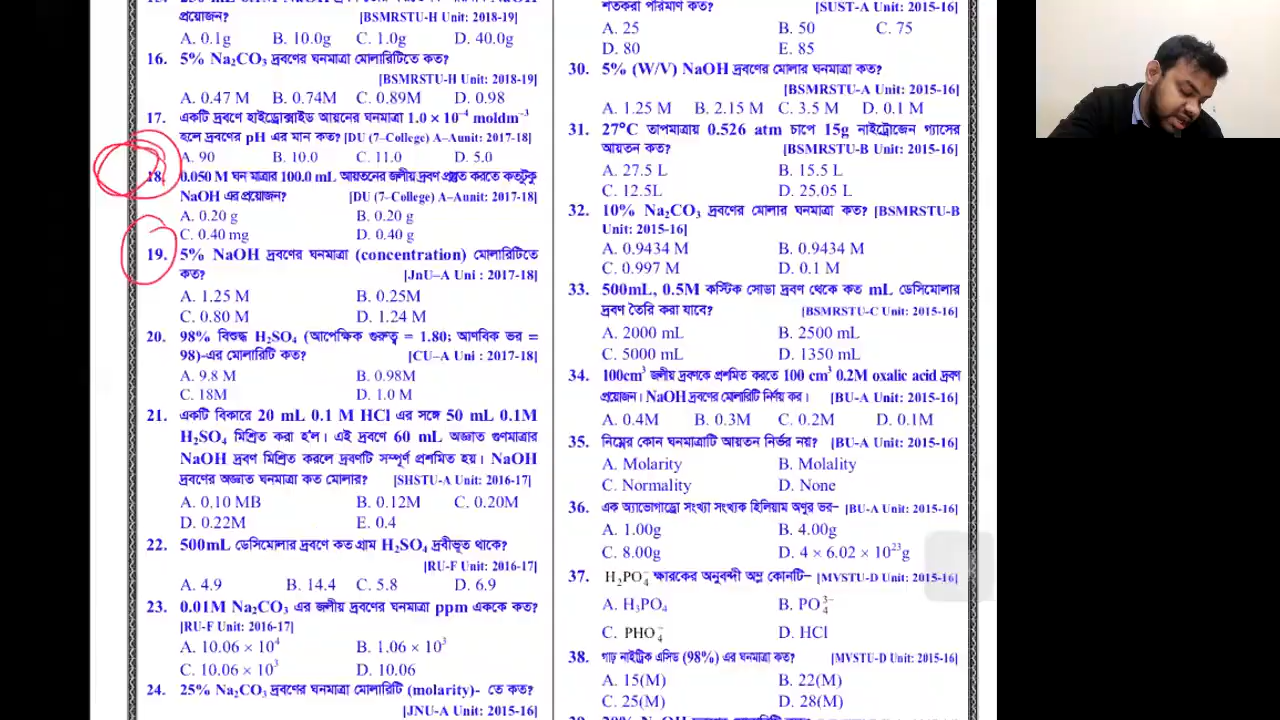 প্রয়োজন? [BSMRSTU-H Unit: 2018-19]
A. 0.1g B. 10.0g C. 1.0g D. 40.0g
16. 5% Na₂CO₃ দ্রবণের ঘনমাত্রা মোলারিটিতে কত?
[BSMRSTU-H Unit: 2018-19]
A. 0.47 M B. 0.74M C. 0.89M D. 0.98
17. একটি দ্রবণে হাইড্রোক্সাইড আয়নের ঘনমাত্রা 1.0 × 10⁻⁴ moldm⁻³
হলে দ্রবণের pH এর মান কত? [DU (7-College) A-Aunit: 2017-18]
A. 90 B. 10.0 C. 11.0 D. 5.0
18. 0.050 M ঘন মাত্রার 100.0 mL আয়তনের জলীয় দ্রবণ প্রস্তুত করতে কতটুকু
NaOH এর প্রয়োজন? [DU (7-College) A-Aunit: 2017-18]
A. 0.20 g B. 0.20 g
C. 0.40 mg D. 0.40 g
19. 5% NaOH দ্রবণের ঘনমাত্রা (concentration) মোলারিটিতে
কত? [JnU-A Uni : 2017-18]
A. 1.25 M B. 0.25M
C. 0.80 M D. 1.24 M
20. 98% বিশুদ্ধ H₂SO₄ (আপেক্ষিক গুরুত্ব = 1.80; আণবিক ভর =
98)-এর মোলারিটি কত? [CU-A Uni : 2017-18]
A. 9.8 M B. 0.98M
C. 18M D. 1.0 M
21. একটি বিকারে 20 mL 0.1 M HCl এর সঙ্গে 50 mL 0.1M
H₂SO₄ মিশ্রিত করা হ'ল। এই দ্রবণে 60 mL অজ্ঞাত গুণমাত্রার
NaOH দ্রবণ মিশ্রিত করলে দ্রবণটি সম্পূর্ণ প্রশমিত হয়। NaOH
দ্রবণের অজ্ঞাত ঘনমাত্রা কত মোলার? [SHSTU-A Unit: 2016-17]
A. 0.10 MB B. 0.12M C. 0.20M
D. 0.22M E. 0.4
22. 500mL ডেসিমোলার দ্রবণে কত গ্রাম H₂SO₄ দ্রবীভূত থাকে?
[RU-F Unit: 2016-17]
A. 4.9 B. 14.4 C. 5.8 D. 6.9
23. 0.01M Na₂CO₃ এর জলীয় দ্রবণের ঘনমাত্রা ppm এককে কত?
[RU-F Unit: 2016-17]
A. 10.06 × 10⁴ B. 1.06 × 10³
C. 10.06 × 10³ D. 10.06
24. 25% Na₂CO₃ দ্রবণের ঘনমাত্রা মোলারিটি (molarity)- তে কত?
[JNU-A Unit: 2015-16]
শতকরা পরিমাণ কত? [SUST-A Unit: 2015-16]
A. 25 B. 50 C. 75
D. 80 E. 85
30. 5% (W/V) NaOH দ্রবণের মোলার ঘনমাত্রা কত?
[BSMRSTU-A Unit: 2015-16]
A. 1.25 M B. 2.15 M C. 3.5 M D. 0.1 M
31. 27°C তাপমাত্রায় 0.526 atm চাপে 15g নাইট্রোজেন গ্যাসের
আয়তন কত? [BSMRSTU-B Unit: 2015-16]
A. 27.5 L B. 15.5 L
C. 12.5L D. 25.05 L
32. 10% Na₂CO₃ দ্রবণের মোলার ঘনমাত্রা কত? [BSMRSTU-B
Unit: 2015-16]
A. 0.9434 M B. 0.9434 M
C. 0.997 M D. 0.1 M
33. 500mL, 0.5M কস্টিক সোডা দ্রবণ থেকে কত mL ডেসিমোলার
দ্রবণ তৈরি করা যাবে? [BSMRSTU-C Unit: 2015-16]
A. 2000 mL B. 2500 mL
C. 5000 mL D. 1350 mL
34. 100cm³ জলীয় দ্রবণকে প্রশমিত করতে 100 cm³ 0.2M oxalic acid দ্রবণ
প্রয়োজন। NaOH দ্রবণের মোলারিটি নির্ণয় কর। [BU-A Unit: 2015-16]
A. 0.4M B. 0.3M C. 0.2M D. 0.1M
35. নিম্নের কোন ঘনমাত্রাটি আয়তন নির্ভর নয়? [BU-A Unit: 2015-16]
A. Molarity B. Molality
C. Normality D. None
36. এক অ্যাভোগাড্রো সংখ্যা সংখ্যক হিলিয়াম অণুর ভর– [BU-A Unit: 2015-16]
A. 1.00g B. 4.00g
C. 8.00g D. 4 × 6.02 × 10²³g
37. H₂PO₄⁻ ক্ষারকের অনুবন্ধী অম্ল কোনটি– [MVSTU-D Unit: 2015-16]
A. H₃PO₄ B. PO₄³⁻
C. PHO₄⁻ D. HCl
38. গাঢ় নাইট্রিক এসিড (98%) এর ঘনমাত্রা কত? [MVSTU-D Unit: 2015-16]
A. 15(M) B. 22(M)
C. 25(M) D. 28(M)